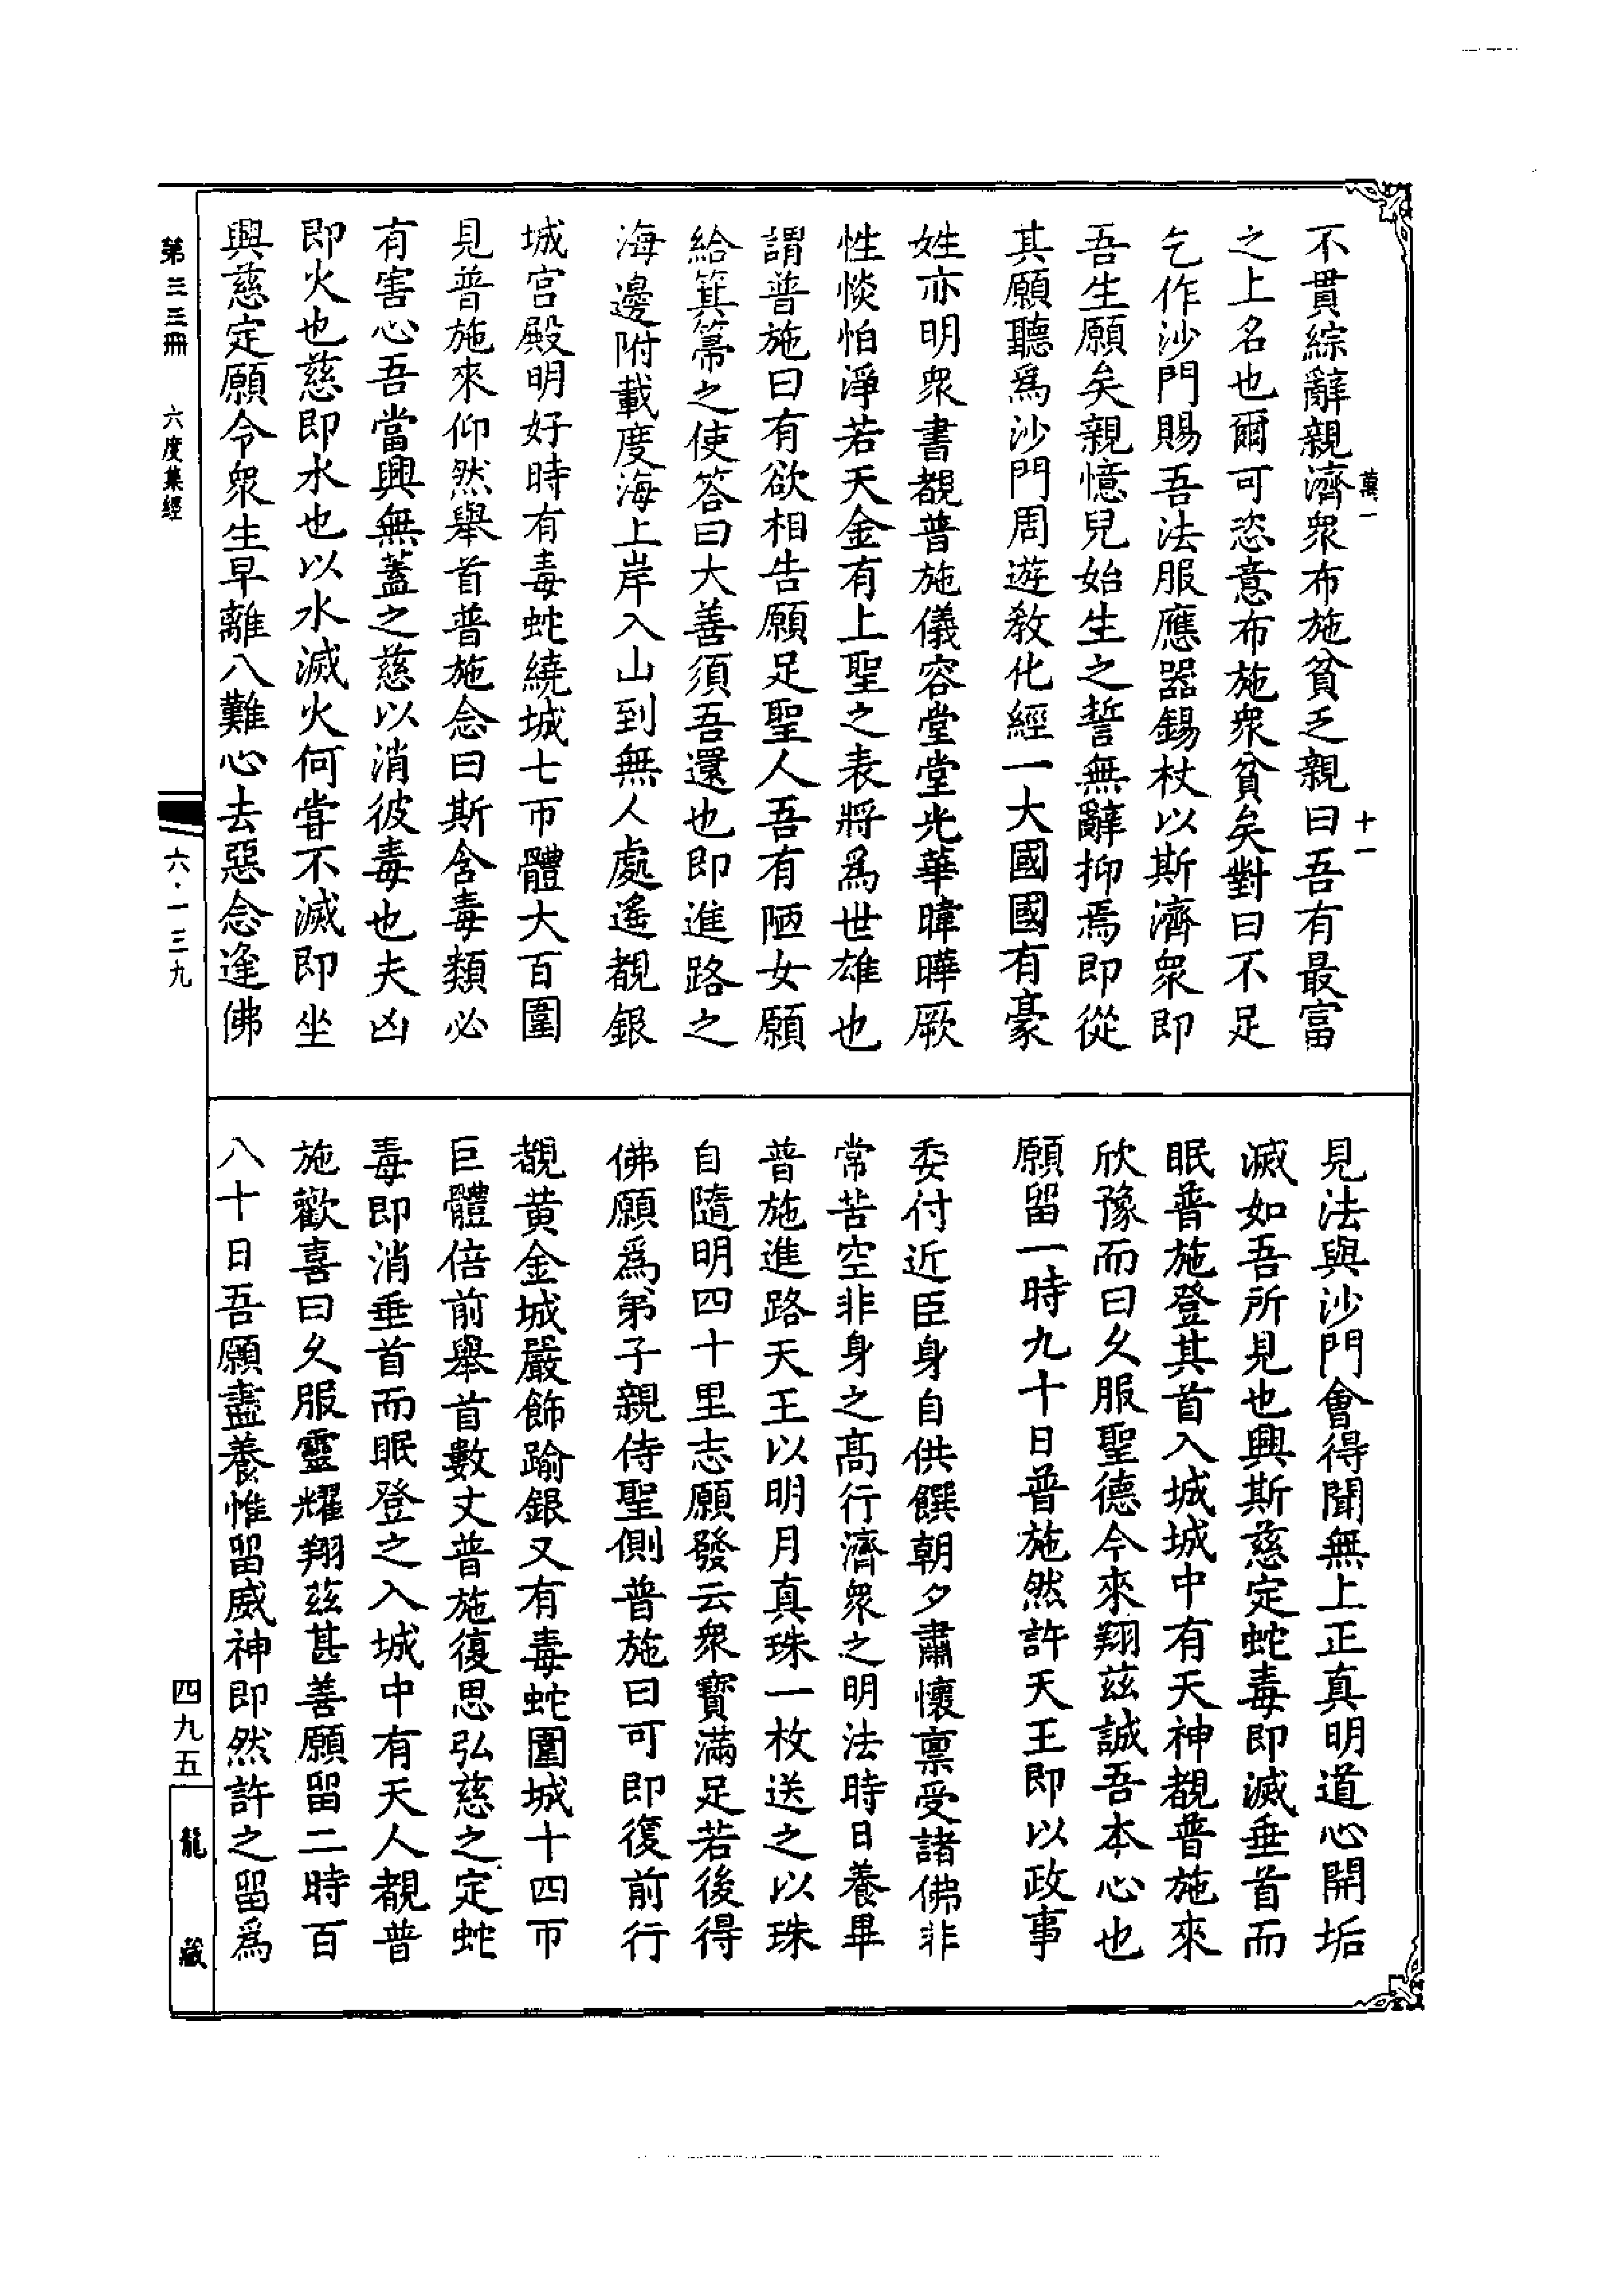 不貫綜辭親濟眾布施貧乏親曰吾有最富
之上名也爾可恣意布施眾貧矣對曰不足
乞作沙門賜吾法服應器錫杖以斯濟眾即
吾生願矣親憶兒始生之誓無辭抑焉即從
其願聽爲沙門周遊教化經一大國國有豪
姓亦明眾書覩普施儀容堂堂光華暐曄厥
性惔怕淨若天金有上聖之表將爲世雄也
謂普施曰有欲相告願足聖人吾有陋女願
給箕箒之使答曰大善須吾還也即進路之
海邊附載度海上岸入山到無人處遙覩銀
城宮殿明好時有毒蛇繞城七帀體大百圍
見普施來仰然舉首普施念曰斯含毒類必
有害心吾當興無蓋之慈以消彼毒也夫凶
即火也慈即水也以水滅火何甞不滅即坐
興慈定願令眾生早離八難心去惡念逢佛
見法與沙門會得聞無上正真明道心開垢
滅如吾所見也興斯慈定蛇毒即滅垂首而
眠普施登其首入城城中有天神覩普施來
欣豫而曰久服聖德今來翔茲誠吾本心也
願留一時九十日普施然許天王即以政事
委付近臣身自供饌朝夕肅懷稟受諸佛非
常苦空非身之高行濟眾之明法時日養畢
普施進路天王以明月真珠一枚送之以珠
自隨明四十里志願發云眾寶滿足若後得
佛願爲弟子親侍聖側普施曰可即復前行
覩黃金城嚴飾踰銀又有毒蛇圍城十四帀
巨體倍前舉首數丈普施復思弘慈之定蛇
毒即消垂首而眠登之入城中有天人覩普
施歡喜曰久服靈耀翔茲甚善願留二時百
八十日吾願盡養惟留威神即然許之留爲
萬一
十一
第三三冊 六度集經
六·一三九
四九五
龍藏